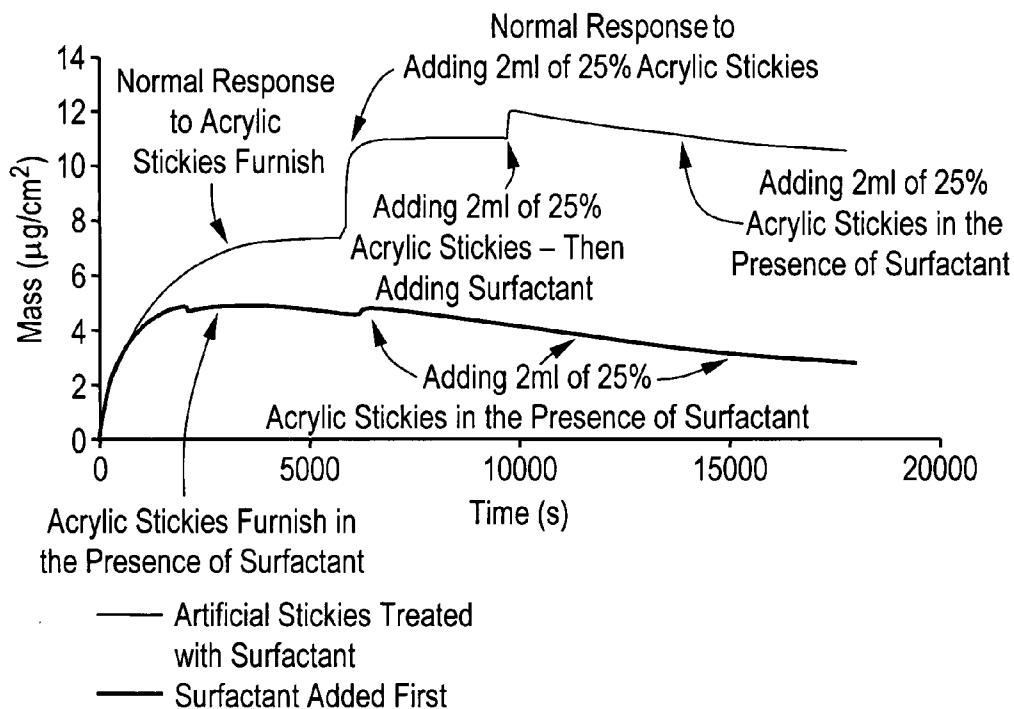 Normal Response to
Adding 2ml of 25% Acrylic Stickies
Normal Response
to Acrylic
Stickies Furnish
Adding 2ml of 25%
Acrylic Stickies – Then
Adding Surfactant
Adding 2ml of 25%
Acrylic Stickies in the
Presence of Surfactant
Adding 2ml of 25%
Acrylic Stickies in the Presence of Surfactant
Mass (µg/cm²)
14
12
10
8
6
4
2
0
0 5000 10000 15000 20000
Time (s)
Acrylic Stickies Furnish in
the Presence of Surfactant
Artificial Stickies Treated
with Surfactant
Surfactant Added First